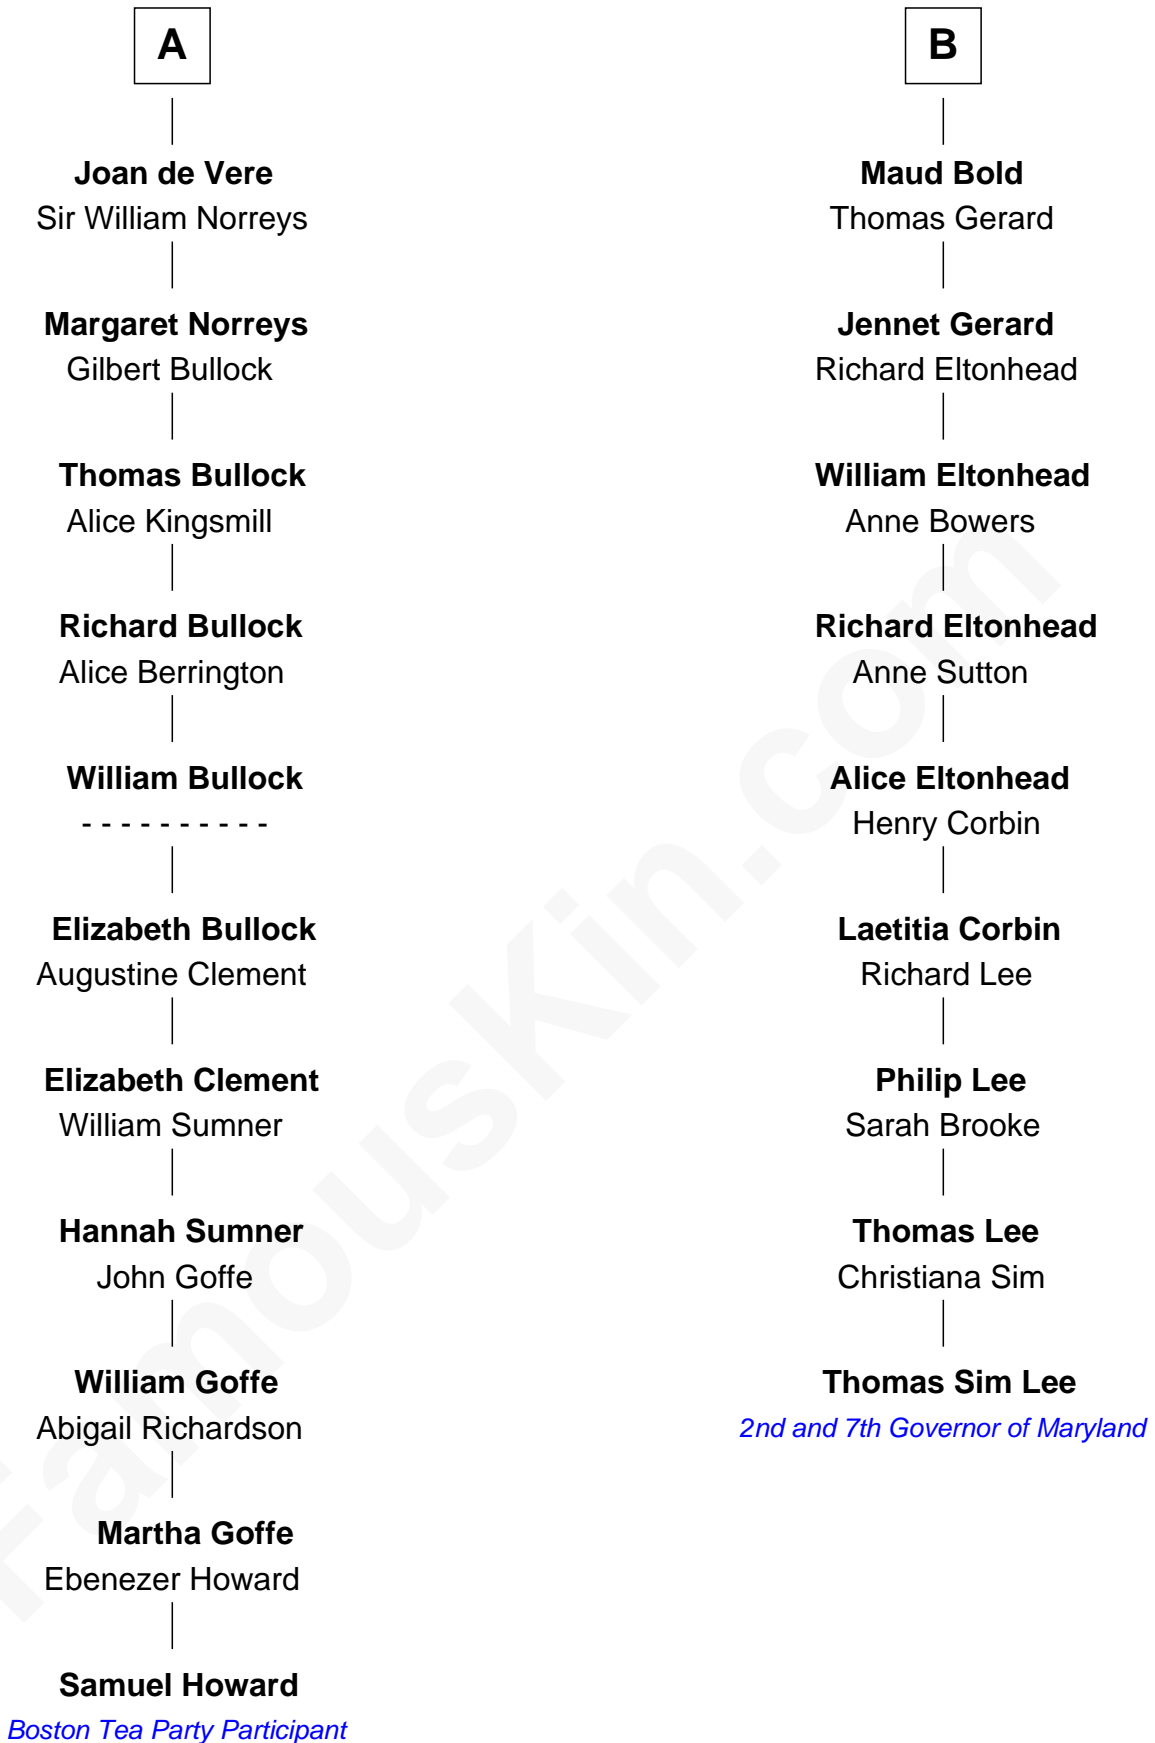 A
Joan de Vere
Sir William Norreys
Margaret Norreys
Gilbert Bullock
Thomas Bullock
Alice Kingsmill
Richard Bullock
Alice Berrington
William Bullock
- - - - - - - - - -
Elizabeth Bullock
Augustine Clement
Elizabeth Clement
William Sumner
Hannah Sumner
John Goffe
William Goffe
Abigail Richardson
Martha Goffe
Ebenezer Howard
Samuel Howard
Boston Tea Party Participant
B
Maud Bold
Thomas Gerard
Jennet Gerard
Richard Eltonhead
William Eltonhead
Anne Bowers
Richard Eltonhead
Anne Sutton
Alice Eltonhead
Henry Corbin
Laetitia Corbin
Richard Lee
Philip Lee
Sarah Brooke
Thomas Lee
Christiana Sim
Thomas Sim Lee
2nd and 7th Governor of Maryland
FamousKin.com